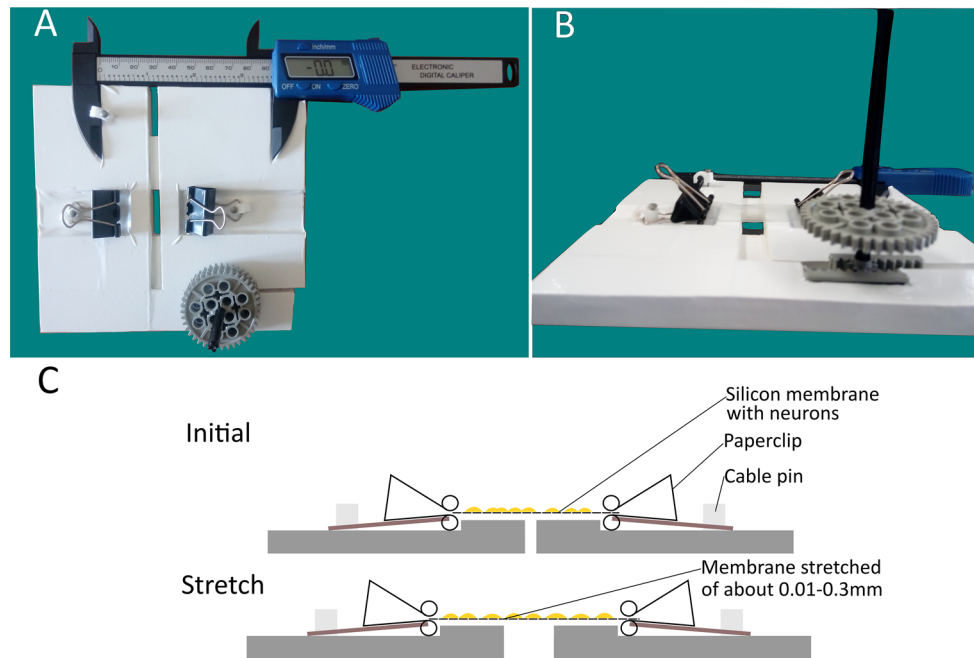 A
B
inch/mm
-0.0
OFF
ON
ZERO
ELECTRONIC
DIGITAL CALIPER
C
Initial
Silicon membrane
with neurons
Paperclip
Cable pin
Stretch
Membrane stretched
of about 0.01-0.3mm